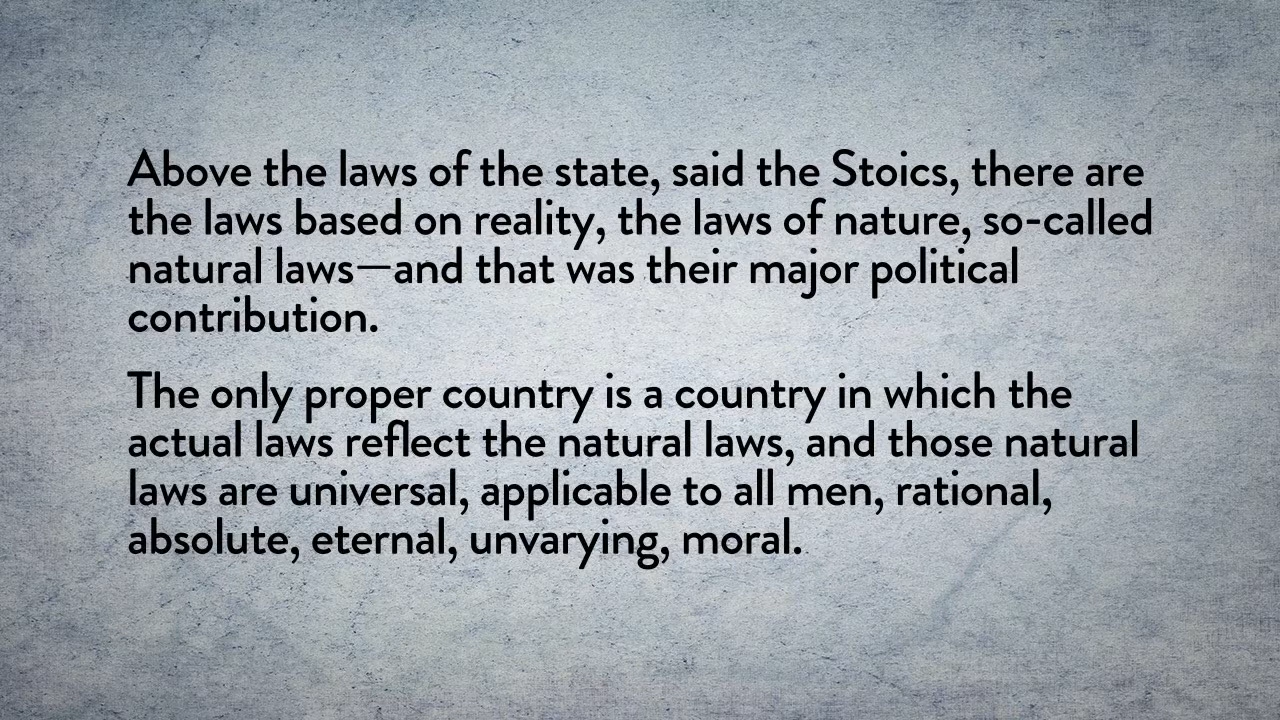 Above the laws of the state, said the Stoics, there are
the laws based on reality, the laws of nature, so-called
natural laws—and that was their major political
contribution.
The only proper country is a country in which the
actual laws reflect the natural laws, and those natural
laws are universal, applicable to all men, rational,
absolute, eternal, unvarying, moral.